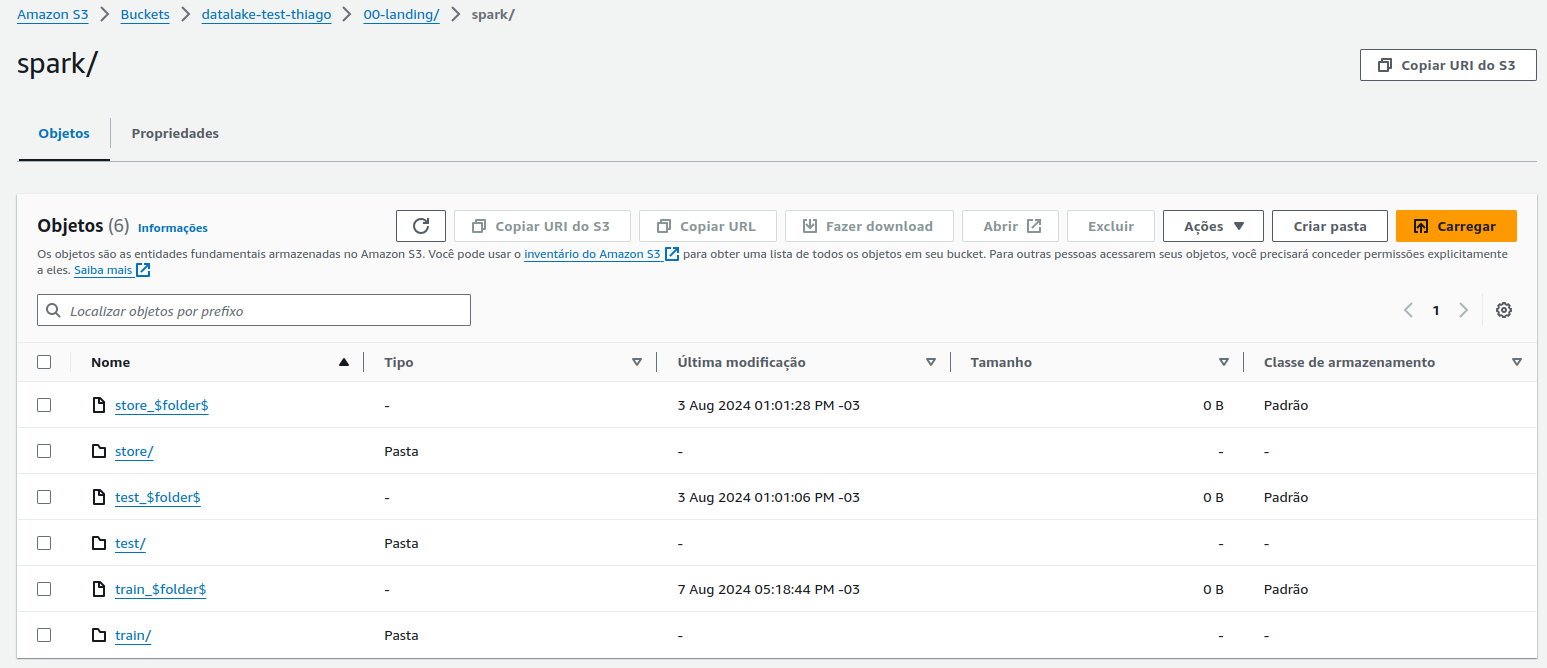 Amazon S3 > Buckets > datalake-test-thiago > 00-landing/ > spark/
spark/
Copiar URI do S3
Objetos Propriedades
Objetos (6) Informações Copiar URI do S3 Copiar URL Fazer download Abrir Excluir Ações Criar pasta Carregar
Os objetos são as entidades fundamentais armazenadas no Amazon S3. Você pode usar o inventário do Amazon S3 para obter uma lista de todos os objetos em seu bucket. Para outras pessoas acessarem seus objetos, você precisará conceder permissões explicitamente
a eles. Saiba mais
Localizar objetos por prefixo
1
Nome Tipo Última modificação Tamanho Classe de armazenamento
store_$folder$ - 3 Aug 2024 01:01:28 PM -03 0 B Padrão
store/ Pasta - - -
test_$folder$ - 3 Aug 2024 01:01:06 PM -03 0 B Padrão
test/ Pasta - - -
train_$folder$ - 7 Aug 2024 05:18:44 PM -03 0 B Padrão
train/ Pasta - - -